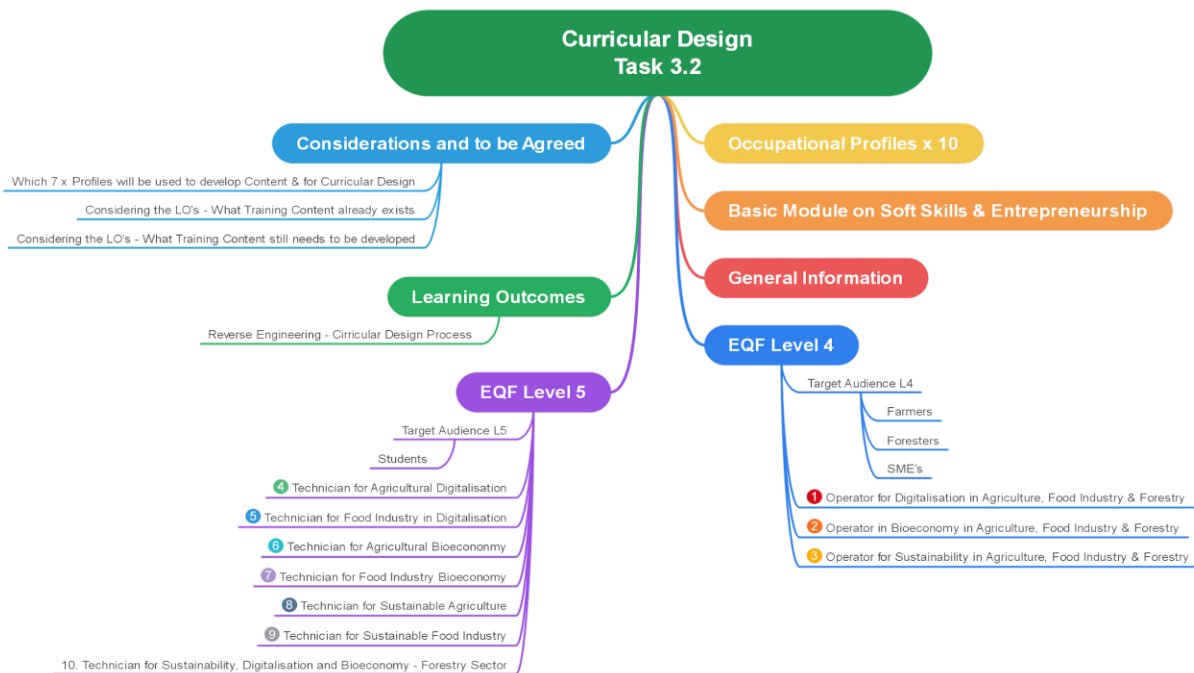 Curricular Design
Task 3.2
Considerations and to be Agreed
Which 7 x Profiles will be used to develop Content & for Curricular Design
Considering the LO's - What Training Content already exists
Considering the LO's - What Training Content still needs to be developed
Learning Outcomes
Reverse Engineering - Cirricular Design Process
EQF Level 5
Target Audience L5
Students
4 Technician for Agricultural Digitalisation
5 Technician for Food Industry in Digitalisation
6 Technician for Agricultural Bioeconomny
7 Technician for Food Industry Bioeconomy
8 Technician for Sustainable Agriculture
9 Technician for Sustainable Food Industry
10. Technician for Sustainability, Digitalisation and Bioeconomy - Forestry Sector
Occupational Profiles x 10
Basic Module on Soft Skills & Entrepreneurship
General Information
EQF Level 4
Target Audience L4
Farmers
Foresters
SME's
1 Operator for Digitalisation in Agriculture, Food Industry & Forestry
2 Operator in Bioeconomy in Agriculture, Food Industry & Forestry
3 Operator for Sustainability in Agriculture, Food Industry & Forestry